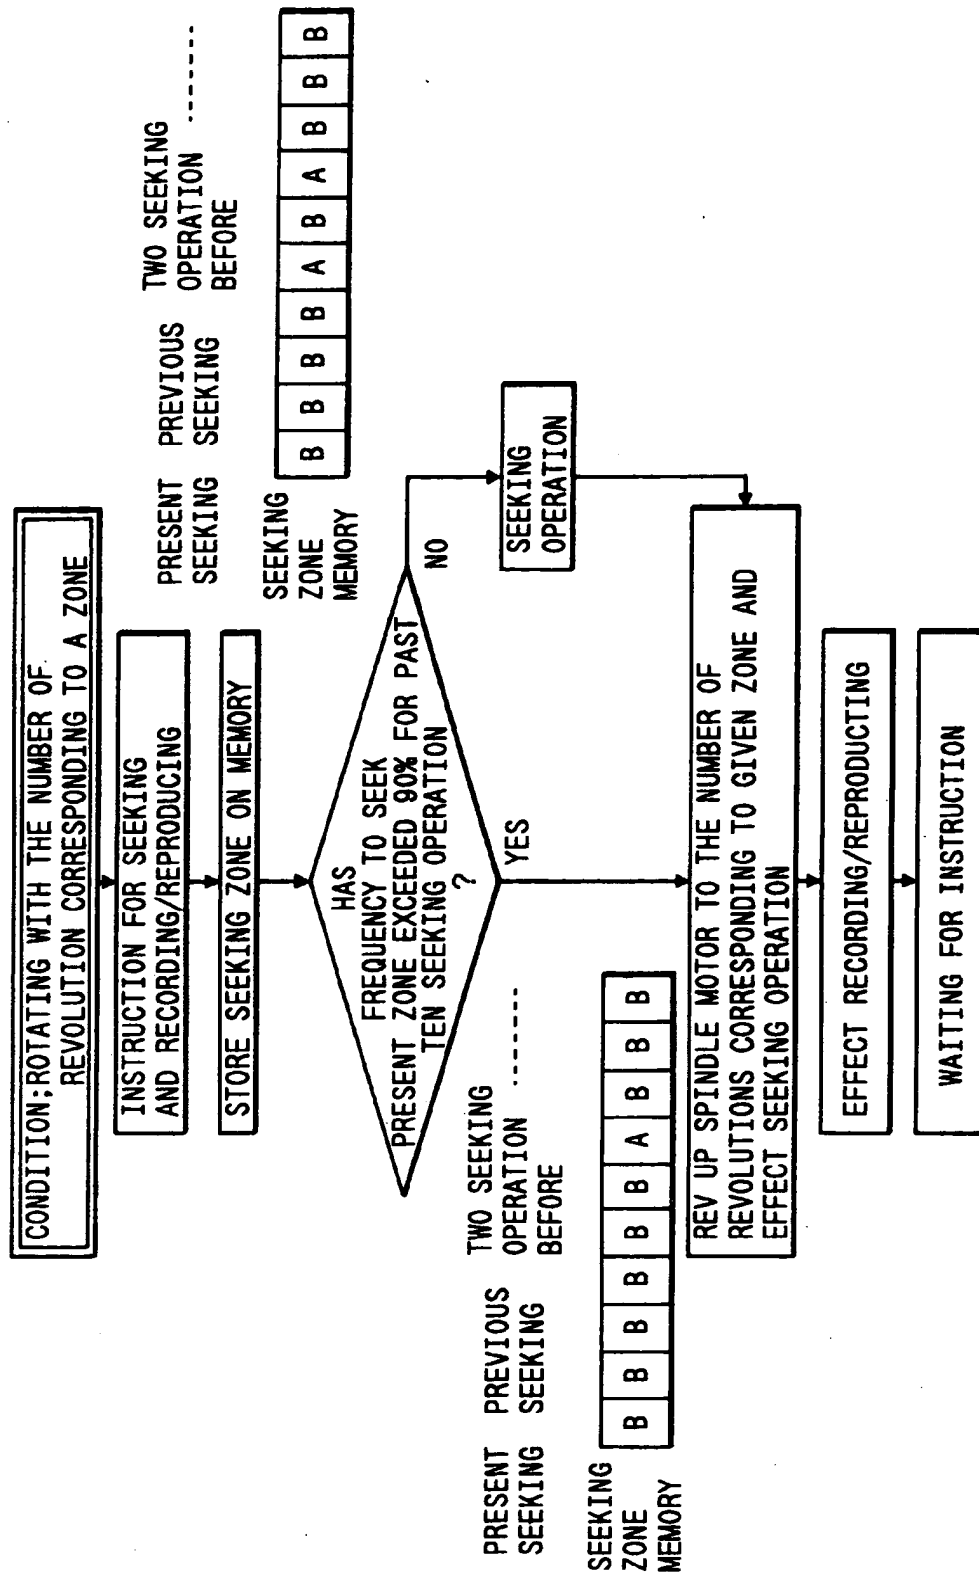 CONDITION;ROTATING WITH THE NUMBER OF
REVOLUTION CORRESPONDING TO A ZONE
INSTRUCTION FOR SEEKING
AND RECORDING/REPRODUCING
STORE SEEKING ZONE ON MEMORY
HAS
FREQUENCY TO SEEK
PRESENT ZONE EXCEEDED 90% FOR PAST
TEN SEEKING OPERATION
?
NO
YES
PRESENT SEEKING
PREVIOUS SEEKING
TWO SEEKING
OPERATION
BEFORE
SEEKING
ZONE
MEMORY
B B B B A B A B B B
SEEKING
OPERATION
PRESENT SEEKING
PREVIOUS SEEKING
TWO SEEKING
OPERATION
BEFORE
SEEKING
ZONE
MEMORY
B B B B B B A B B B
REV UP SPINDLE MOTOR TO THE NUMBER OF
REVOLUTIONS CORRESPONDING TO GIVEN ZONE AND
EFFECT SEEKING OPERATION
EFFECT RECORDING/REPRODUCING
WAITING FOR INSTRUCTION